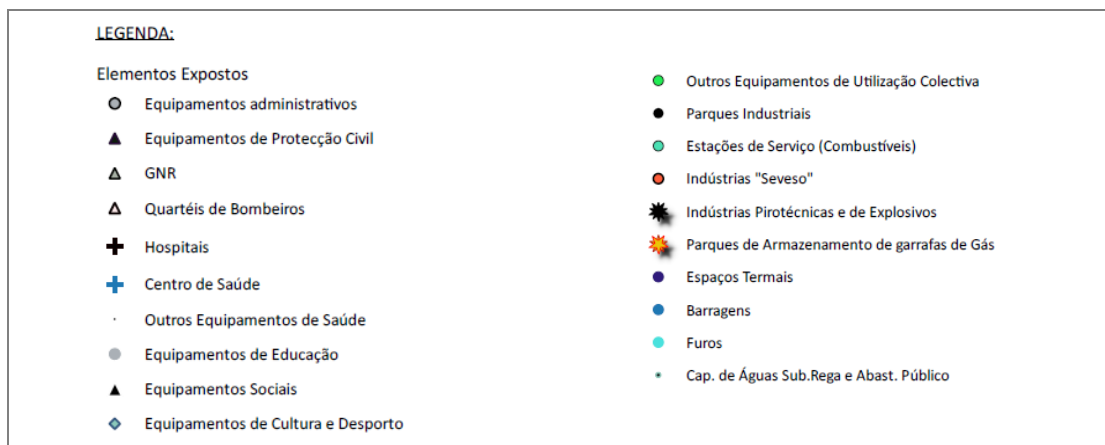 LEGENDA:
Elementos Expostos
Equipamentos administrativos
Equipamentos de Protecção Civil
GNR
Quartéis de Bombeiros
Hospitais
Centro de Saúde
Outros Equipamentos de Saúde
Equipamentos de Educação
Equipamentos Sociais
Equipamentos de Cultura e Desporto
Outros Equipamentos de Utilização Colectiva
Parques Industriais
Estações de Serviço (Combustíveis)
Indústrias "Seveso"
Indústrias Pirotécnicas e de Explosivos
Parques de Armazenamento de garrafas de Gás
Espaços Termais
Barragens
Furos
Cap. de Águas Sub.Rega e Abast. Público